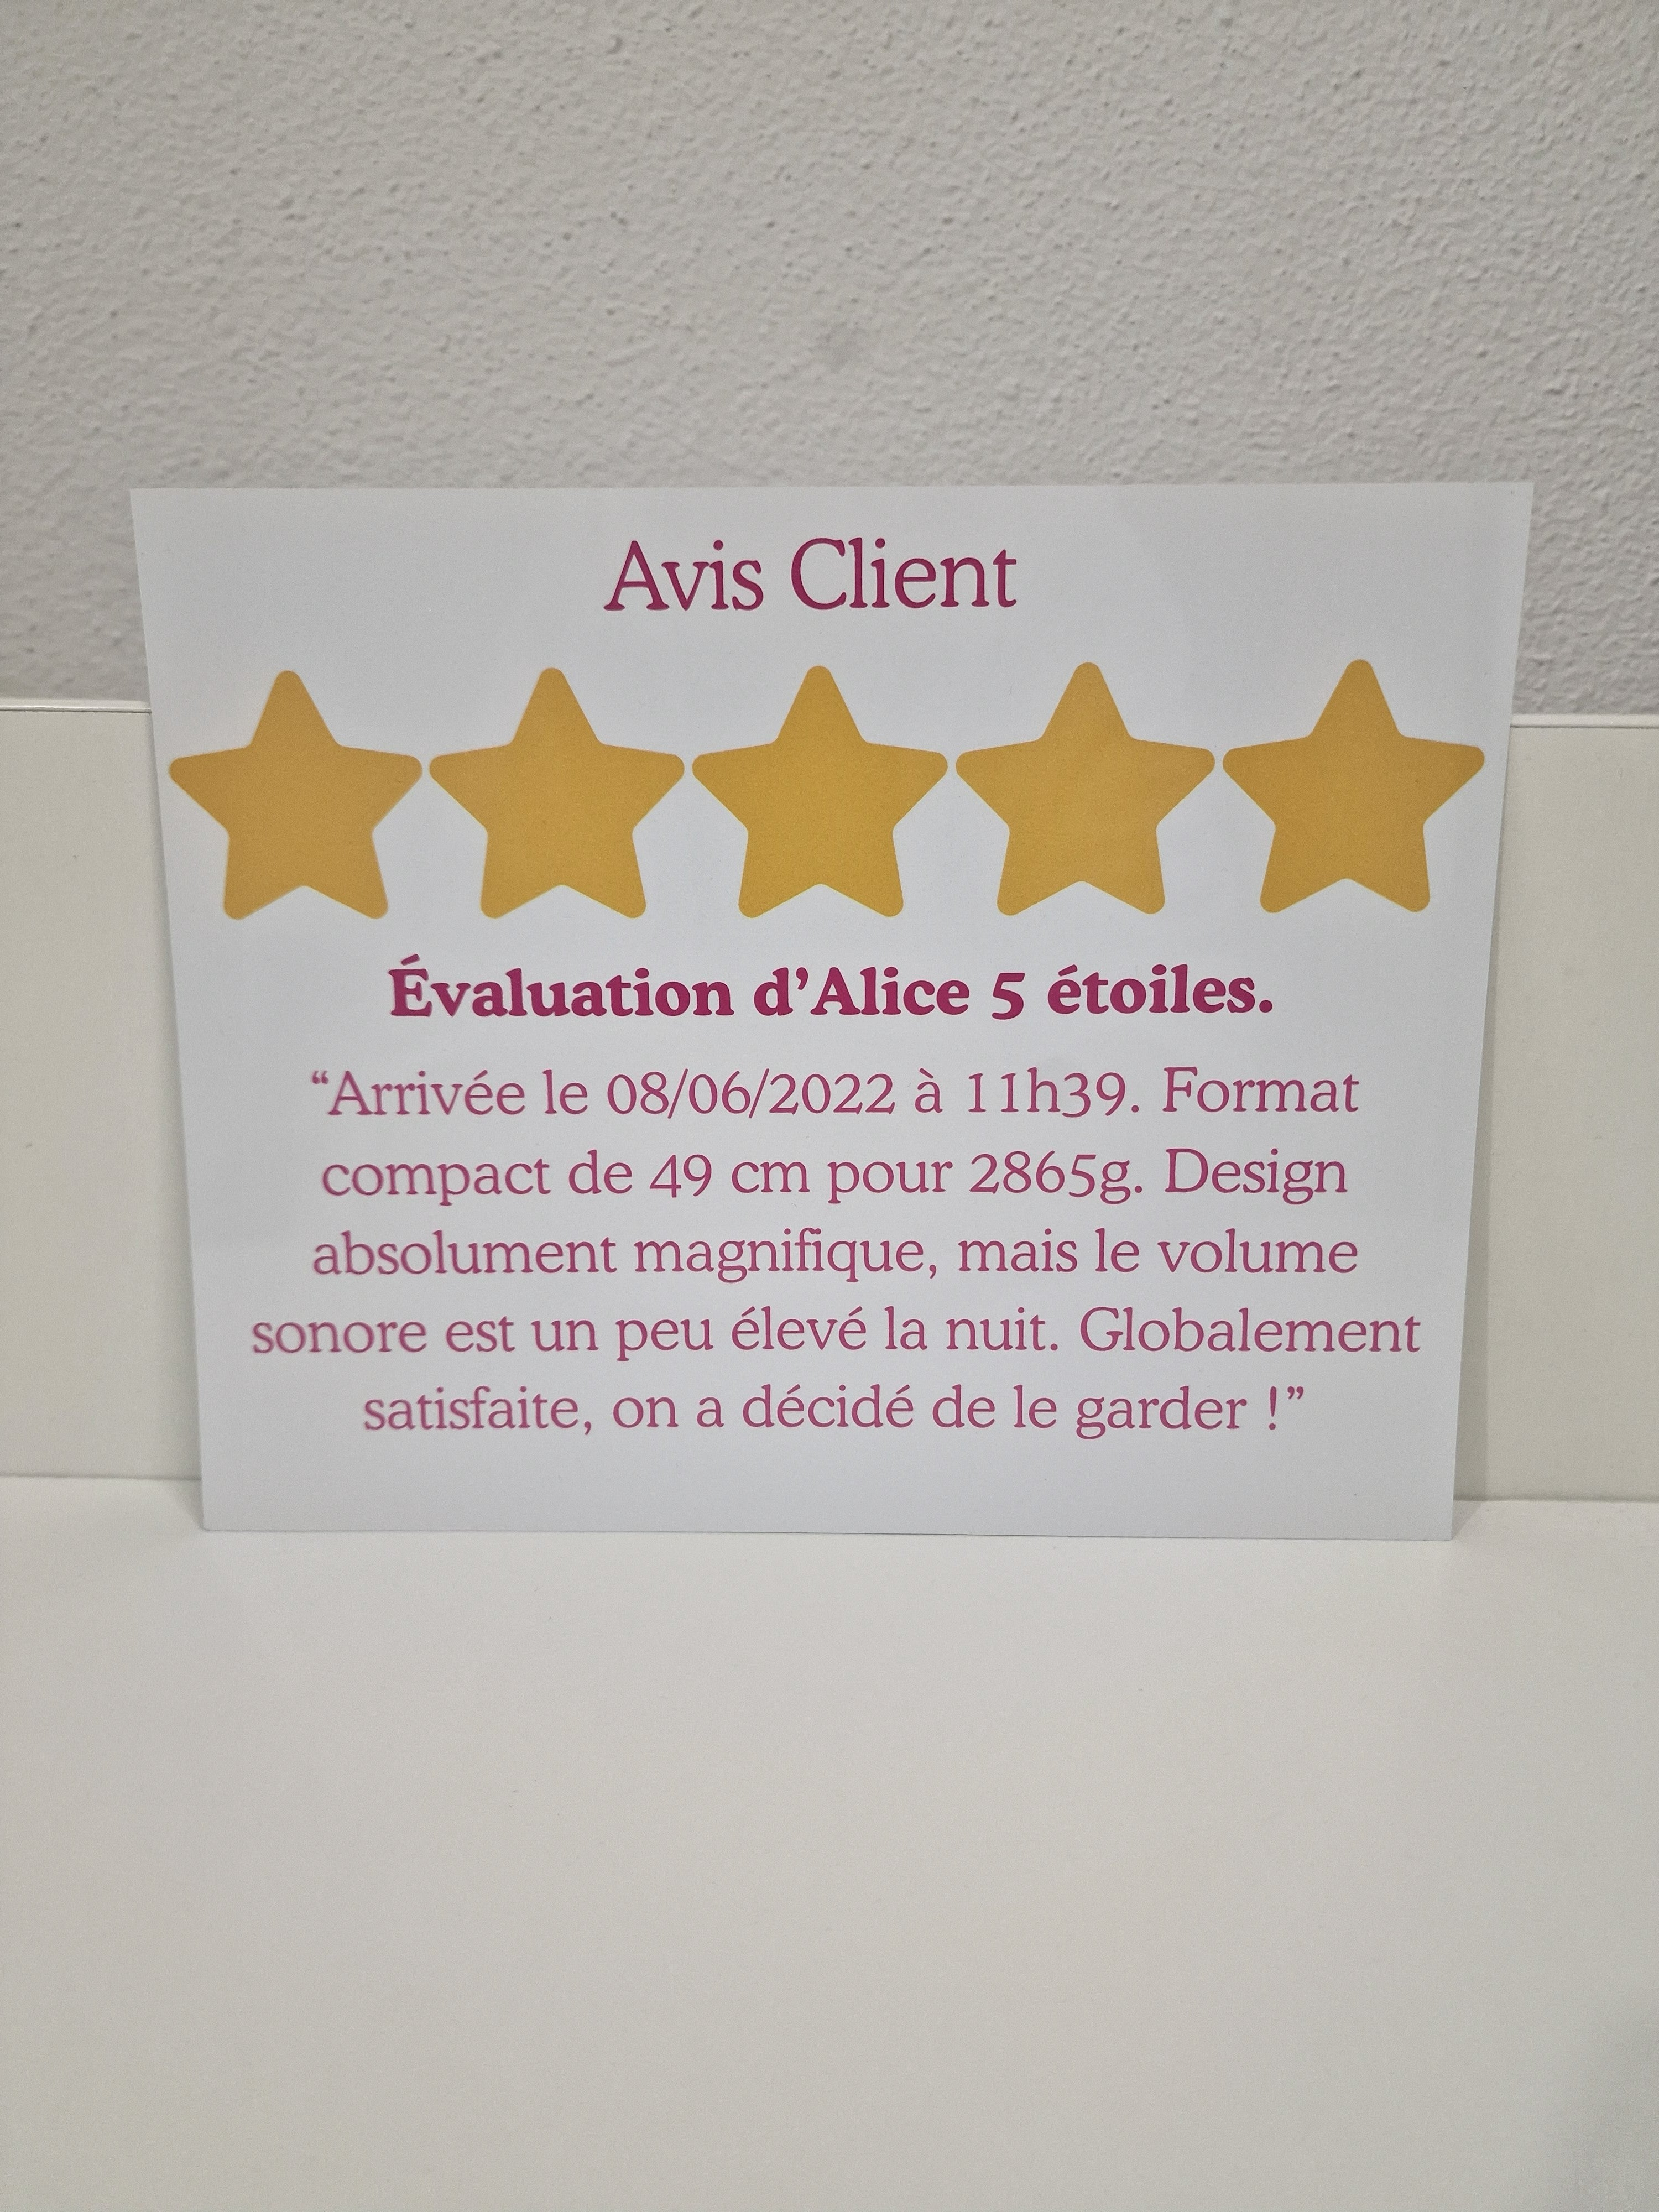 Avis Client
Évaluation d’Alice 5 étoiles.
“Arrivée le 08/06/2022 à 11h39. Format
compact de 49 cm pour 2865g. Design
absolument magnifique, mais le volume
sonore est un peu élevé la nuit. Globalement
satisfaite, on a décidé de le garder !”